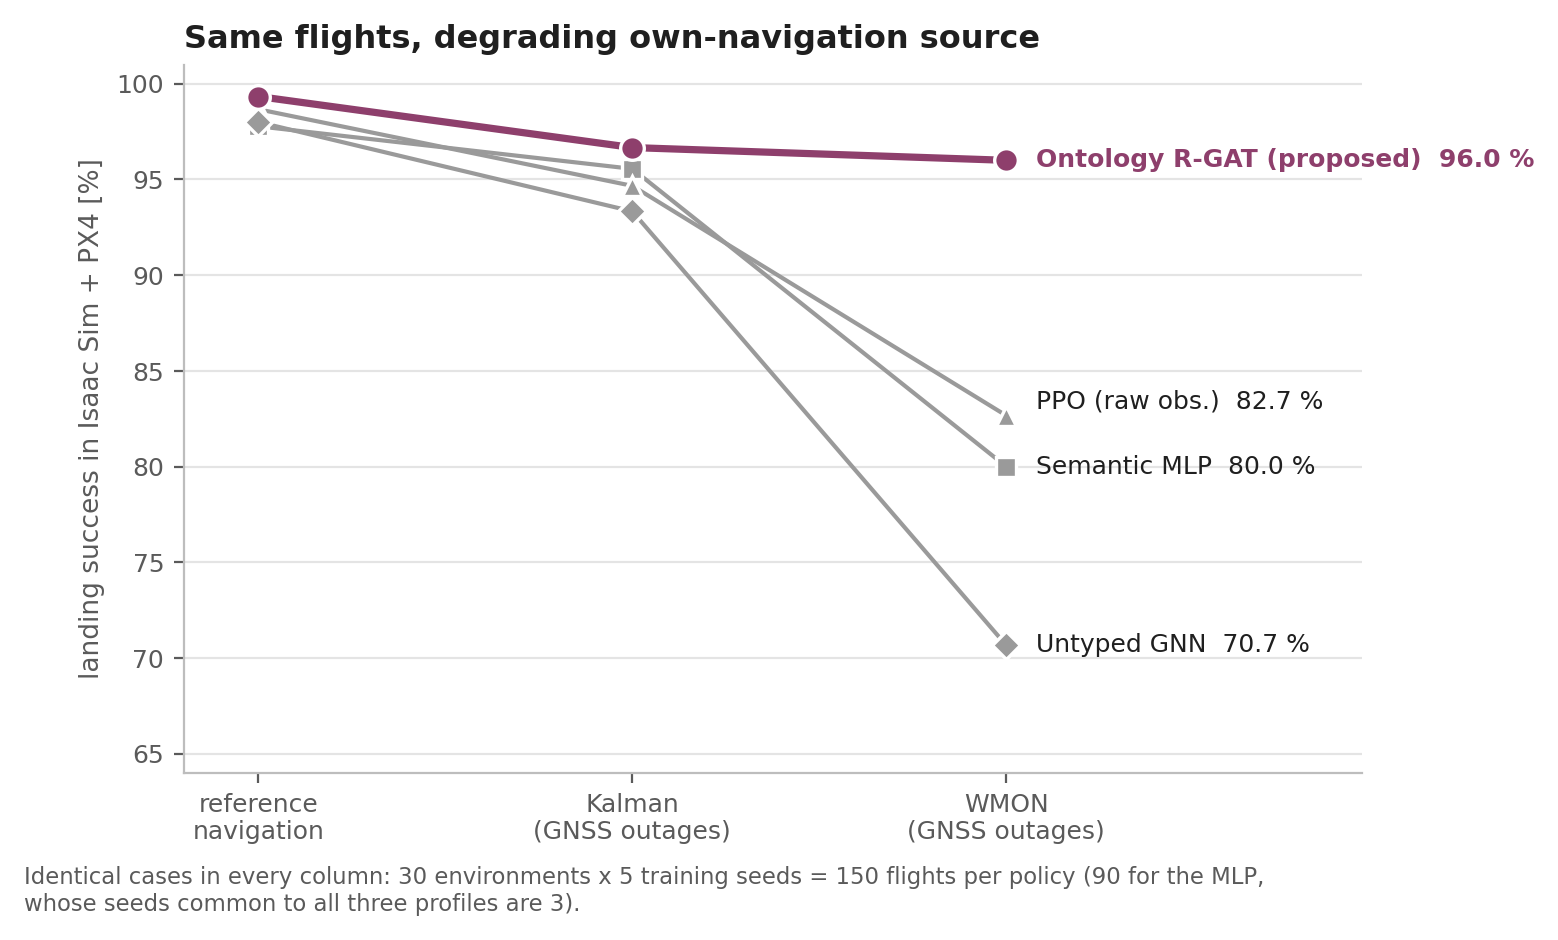 Same flights, degrading own-navigation source
landing success in Isaac Sim + PX4 [%]
100
95
90
85
80
75
70
65
Ontology R-GAT (proposed)  96.0 %
PPO (raw obs.)  82.7 %
Semantic MLP  80.0 %
Untyped GNN  70.7 %
reference
navigation
Kalman
(GNSS outages)
WMON
(GNSS outages)
Identical cases in every column: 30 environments x 5 training seeds = 150 flights per policy (90 for the MLP,
whose seeds common to all three profiles are 3).